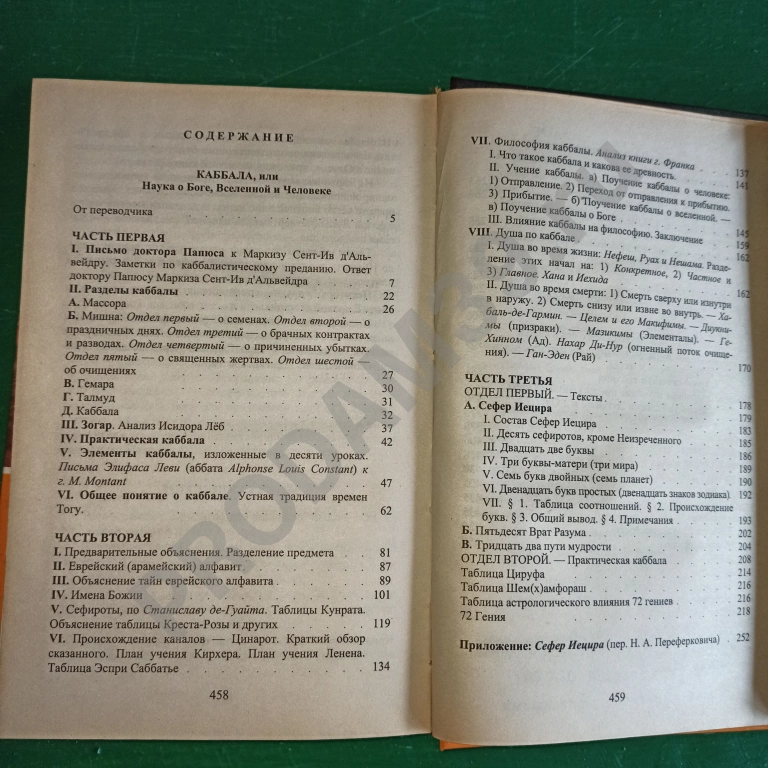 СОДЕРЖАНИЕ
КАББАЛА, или
Наука о Боге, Вселенной и Человеке
От переводчика 5
ЧАСТЬ ПЕРВАЯ
I. Письмо доктора Папюса к Маркизу Сент-Ив д'Аль-
вейдру. Заметки по каббалистическому преданию. Ответ
доктору Папюсу Маркиза Сент-Ив д'Альвейдра 7
II. Разделы каббалы 22
А. Массора 26
Б. Мишна: Отдел первый — о семенах. Отдел второй — о
праздничных днях. Отдел третий — о брачных контрактах
и разводах. Отдел четвертый — о причиненных убытках.
Отдел пятый — о священных жертвах. Отдел шестой —
об очищениях 27
В. Гемара 30
Г. Талмуд 31
Д. Каббала 32
III. Зогар. Анализ Исидора Лёб 37
IV. Практическая каббала 42
V. Элементы каббалы, изложенные в десяти уроках.
Письма Элифаса Леви (аббата Alphonse Louis Constant) к
г. М. Montant 47
VI. Общее понятие о каббале. Устная традиция времен
Тогу. 62
ЧАСТЬ ВТОРАЯ
I. Предварительные объяснения. Разделение предмета 81
II. Еврейский (арамейский) алфавит 87
III. Объяснение тайн еврейского алфавита 89
IV. Имена Божии 101
V. Сефироты, по Станиславу де-Гуайта. Таблицы Кунрата.
Объяснение таблицы Креста-Розы и других 119
VI. Происхождение каналов — Цинарот. Краткий обзор
сказанного. План учения Кирхера. План учения Ленена.
Таблица Эспри Саббатье 134
458
VII. Философия каббалы. Анализ книги г. Франка 137
I. Что такое каббала и какова ее древность. 141
II. Учение каббалы. а) Поучение каббалы о человеке:
1) Отправление. 2) Переход от отправления к прибытию.
3) Прибытие. — б) Поучение каббалы о вселенной. —
в) Поучение каббалы о Боге 145
III. Влияние каббалы на философию. Заключение 159
VIII. Душа по каббале 162
I. Душа во время жизни: Нефеш, Руах и Нешама. Разде-
ление этих начал на: 1) Конкретное, 2) Частное и
3) Главное. Хана и Иехида 162
II. Душа во время смерти: 1) Смерть сверху или изнутри
в наружу. 2) Смерть снизу или извне во внутрь. — Ха-
баль-де-Гармин. — Целем и его Макифимы. — Диукни-
мы (призраки). — Мазикимы (Элементалы). — Ге-
Хинном (Ад). Нахар Ди-Нур (огненный поток очище-
ния). — Ган-Эден (Рай) 170
ЧАСТЬ ТРЕТЬЯ
ОТДЕЛ ПЕРВЫЙ. — Тексты. 178
А. Сефер Иецира 179
I. Состав Сефер Иецира 183
II. Десять сефиротов, кроме Неизреченного 185
III. Двадцать две буквы 186
IV. Три буквы-матери (три мира) 189
V. Семь букв двойных (семь планет) 190
VI. Двенадцать букв простых (двенадцать знаков зодиака) 192
VII. § 1. Таблица соотношений. § 2. Происхождение
букв. § 3. Общий вывод. § 4. Примечания 193
Б. Пятьдесят Врат Разума 202
В. Тридцать два пути мудрости 204
ОТДЕЛ ВТОРОЙ. — Практическая каббала 208
Таблица Цируфа 214
Таблица Шем(х)амфораш 216
Таблица астрологического влияния 72 гениев 216
72 Гения 218
Приложение: Сефер Иецира (пер. Н. А. Переферковича) 252
459